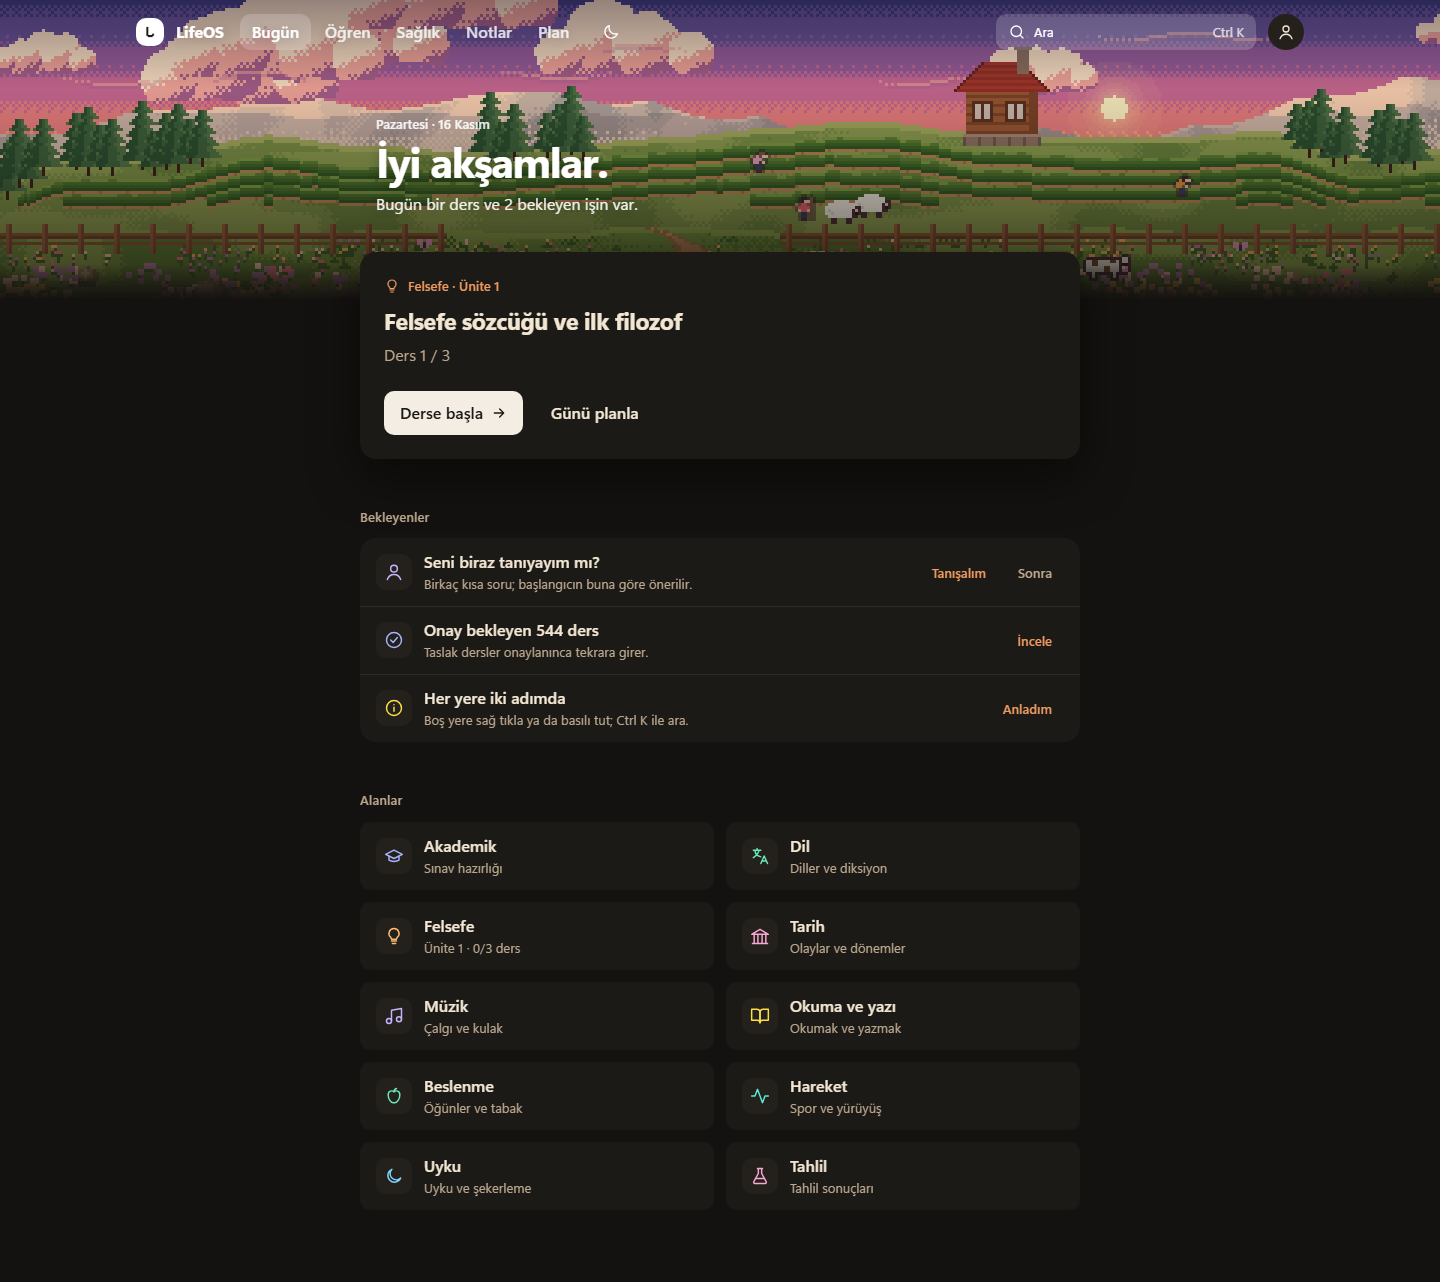 LifeOS Bugün Öğren Sağlık Notlar Plan Ara Ctrl K
Pazartesi · 16 Kasım
İyi akşamlar.
Bugün bir ders ve 2 bekleyen işin var.
Felsefe · Ünite 1
Felsefe sözcüğü ve ilk filozof
Ders 1 / 3
Derse başla → Günü planla
Bekleyenler
Seni biraz tanıyayım mı?
Birkaç kısa soru; başlangıcın buna göre önerilir.
Tanışalım Sonra
Onay bekleyen 544 ders
Taslak dersler onaylanınca tekrara girer.
İncele
Her yere iki adımda
Boş yere sağ tıkla ya da basılı tut; Ctrl K ile ara.
Anladım
Alanlar
Akademik
Sınav hazırlığı
Dil
Diller ve diksiyon
Felsefe
Ünite 1 · 0/3 ders
Tarih
Olaylar ve dönemler
Müzik
Çalgı ve kulak
Okuma ve yazı
Okumak ve yazmak
Beslenme
Öğünler ve tabak
Hareket
Spor ve yürüyüş
Uyku
Uyku ve şekerleme
Tahlil
Tahlil sonuçları